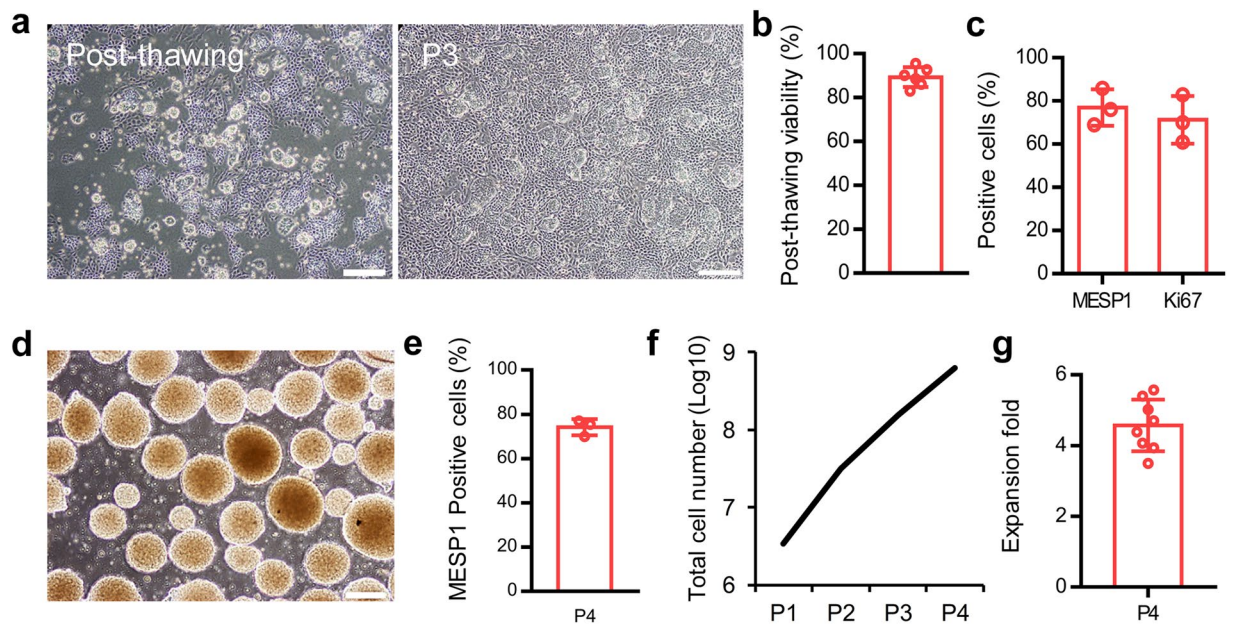 a
Post-thawing
P3
b
Post-thawing viability (%)
100
80
60
40
20
0
c
Positive cells (%)
100
80
60
40
20
0
MESP1
Ki67
d
e
MESP1 Positive cells (%)
100
80
60
40
20
0
P4
f
Total cell number (Log10)
9
8
7
6
P1
P2
P3
P4
g
Expansion fold
6
4
2
0
P4